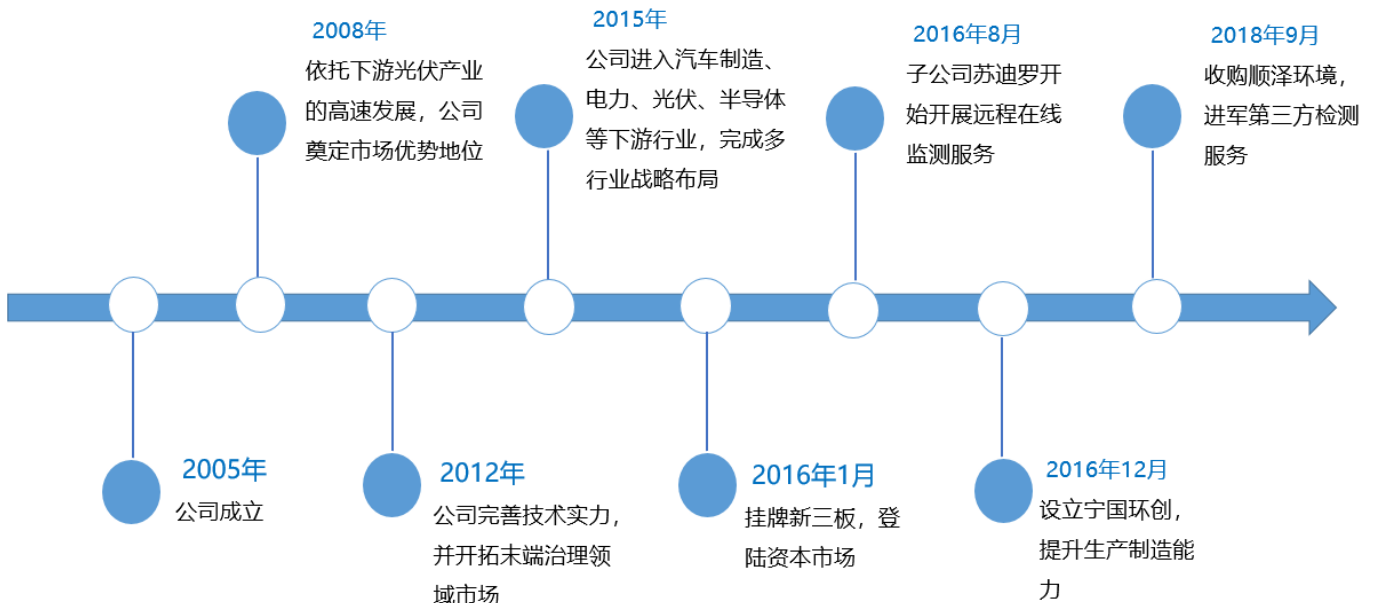 2008年
依托下游光伏产业
的高速发展，公司
奠定市场优势地位
2015年
公司进入汽车制造、
电力、光伏、半导体
等下游行业，完成多
行业战略布局
2016年8月
子公司苏迪罗开
始开展远程在线
监测服务
2018年9月
收购顺泽环境，
进军第三方检测
服务
2005年
公司成立
2012年
公司完善技术实力，
并开拓末端治理领
域市场
2016年1月
挂牌新三板，登
陆资本市场
2016年12月
设立宁国环创，
提升生产制造能
力